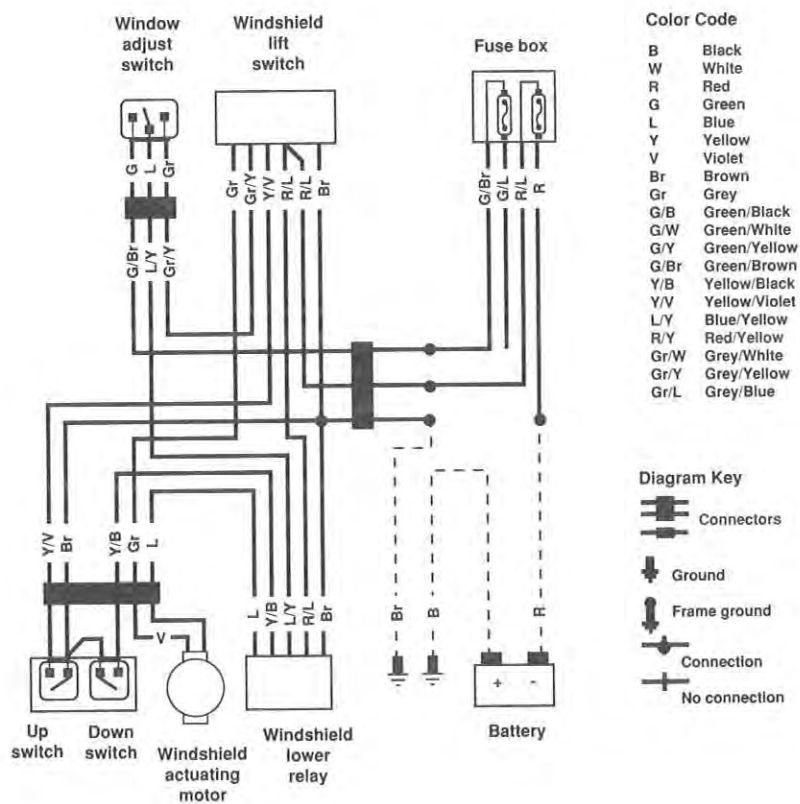 Window
adjust
switch
Windshield
lift
switch
Fuse box
G
L
Gr
G/Br
L/Y
Gr/Y
Gr
Gr/Y
Y/V
R/L
R/L
Br
G/Br
G/L
R/L
R
Y/V
Br
Y/B
Gr
L
V
L
Y/B
L/Y
R/L
Br
Br
B
R
+ -
Up
switch
Down
switch
Windshield
actuating
motor
Windshield
lower
relay
Battery
Color Code
B Black
W White
R Red
G Green
L Blue
Y Yellow
V Violet
Br Brown
Gr Grey
G/B Green/Black
G/W Green/White
G/Y Green/Yellow
G/Br Green/Brown
Y/B Yellow/Black
Y/V Yellow/Violet
L/Y Blue/Yellow
R/Y Red/Yellow
Gr/W Grey/White
Gr/Y Grey/Yellow
Gr/L Grey/Blue
Diagram Key
Connectors
Ground
Frame ground
Connection
No connection